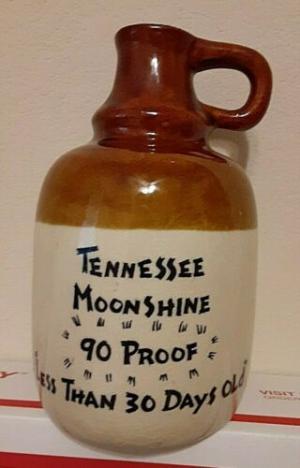 TENNESSEE
MOONSHINE
90 PROOF
LESS THAN 30 DAYS OLD"
VISIT